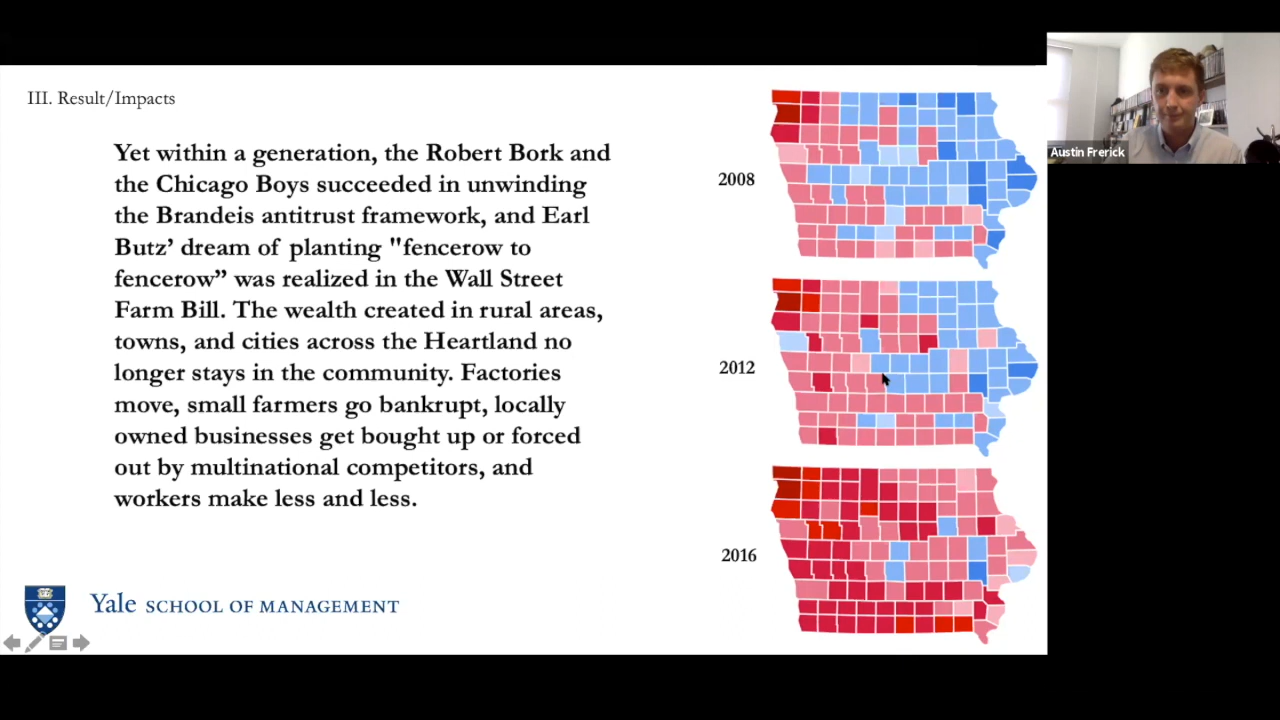 III. Result/Impacts
Yet within a generation, the Robert Bork and
the Chicago Boys succeeded in unwinding
the Brandeis antitrust framework, and Earl
Butz’ dream of planting "fencerow to
fencerow” was realized in the Wall Street
Farm Bill. The wealth created in rural areas,
towns, and cities across the Heartland no
longer stays in the community. Factories
move, small farmers go bankrupt, locally
owned businesses get bought up or forced
out by multinational competitors, and
workers make less and less.
2008
2012
2016
Yale SCHOOL OF MANAGEMENT
Austin Frerick